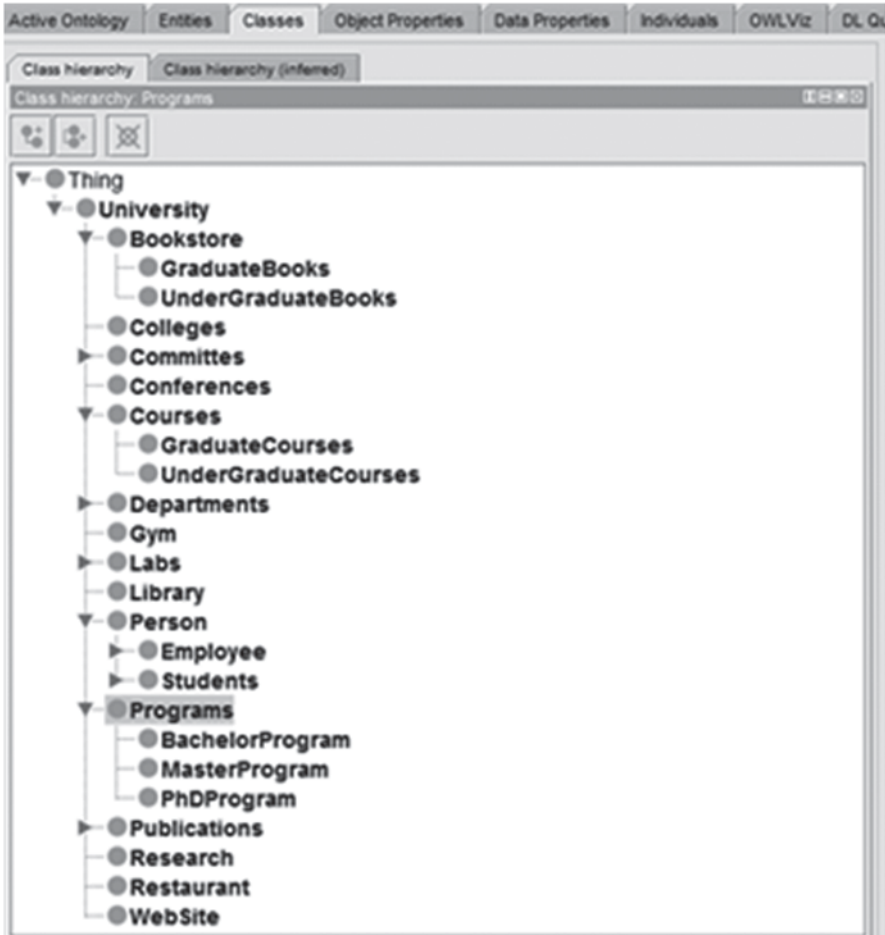 Active Ontology Entities Classes Object Properties Data Properties Individuals OWLViz DL Qu
Class hierarchy Class hierarchy (inferred)
Class hierarchy: Programs
Thing
University
Bookstore
GraduateBooks
UnderGraduateBooks
Colleges
Committes
Conferences
Courses
GraduateCourses
UnderGraduateCourses
Departments
Gym
Labs
Library
Person
Employee
Students
Programs
BachelorProgram
MasterProgram
PhDProgram
Publications
Research
Restaurant
WebSite